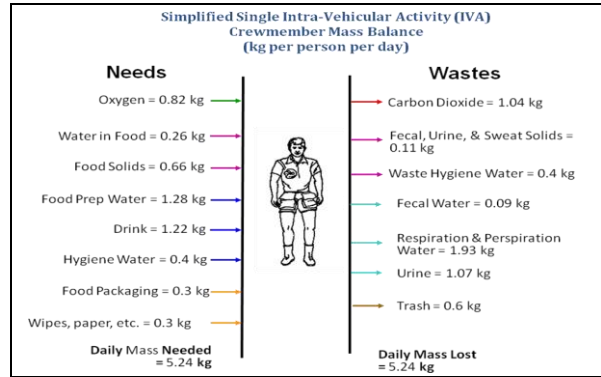 Simplified Single Intra-Vehicular Activity (IVA)
Crewmember Mass Balance
(kg per person per day)
Needs
Oxygen = 0.82 kg
Water in Food = 0.26 kg
Food Solids = 0.66 kg
Food Prep Water = 1.28 kg
Drink = 1.22 kg
Hygiene Water = 0.4 kg
Food Packaging = 0.3 kg
Wipes, paper, etc. = 0.3 kg
Daily Mass Needed
= 5.24 kg
Wastes
Carbon Dioxide = 1.04 kg
Fecal, Urine, & Sweat Solids =
0.11 kg
Waste Hygiene Water = 0.4 kg
Fecal Water = 0.09 kg
Respiration & Perspiration
Water = 1.93 kg
Urine = 1.07 kg
Trash = 0.6 kg
Daily Mass Lost
= 5.24 kg